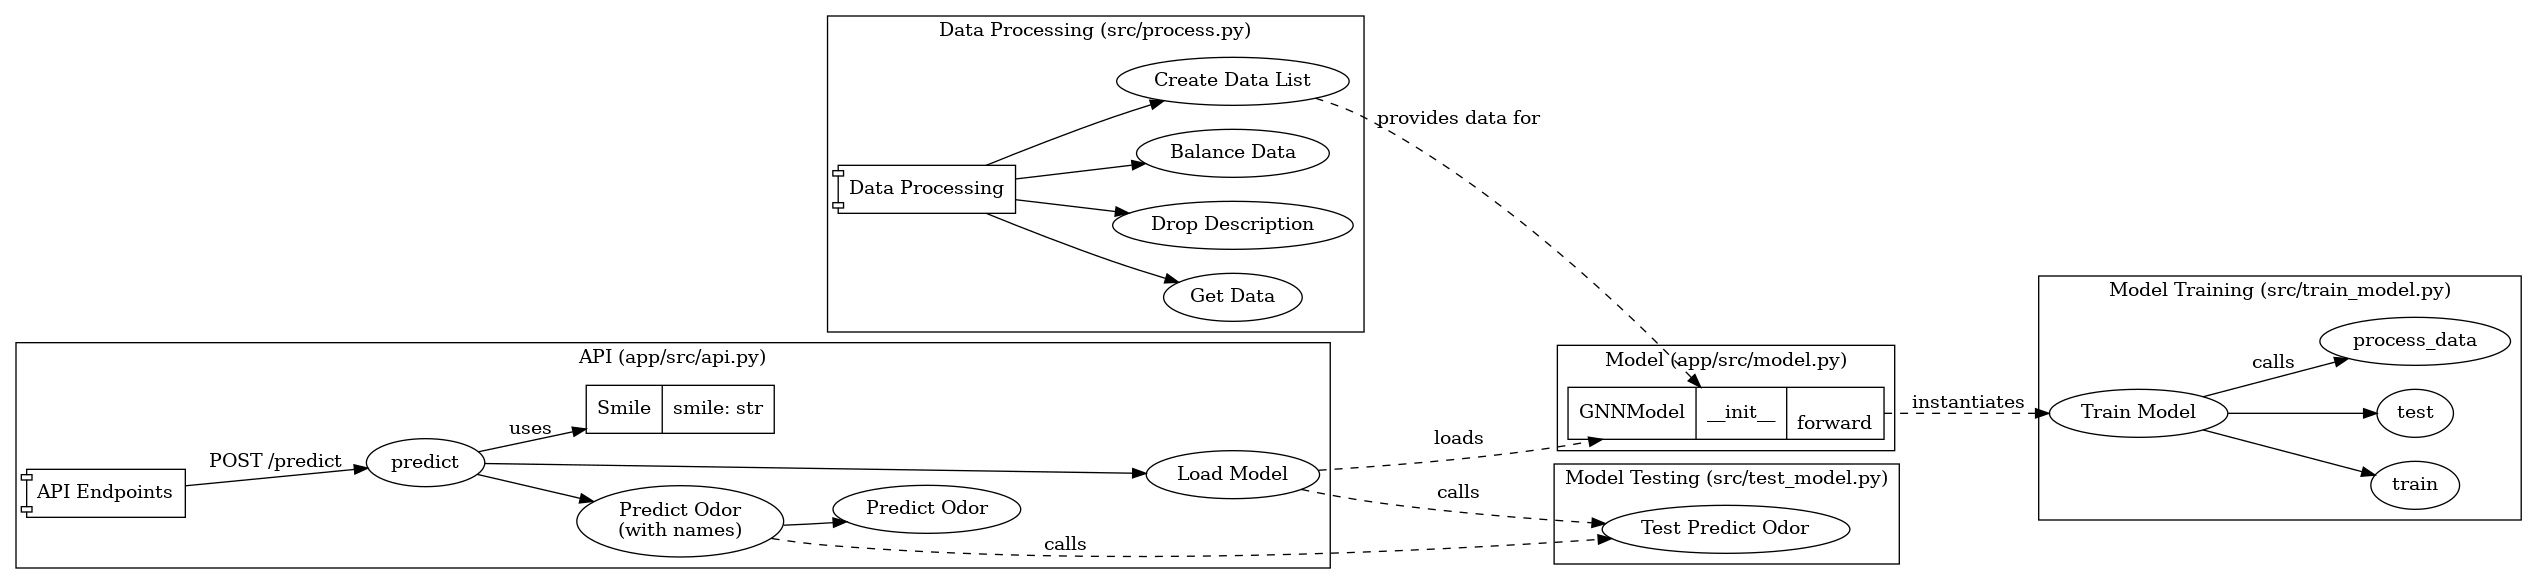 Data Processing (src/process.py)
Create Data List
Balance Data
Data Processing
Drop Description
Get Data
provides data for
API (app/src/api.py)
API Endpoints
POST /predict
predict
uses
Smile
smile: str
Predict Odor
(with names)
Predict Odor
Load Model
calls
loads
calls
Model (app/src/model.py)
GNNModel
__init__
forward
instantiates
Model Testing (src/test_model.py)
Test Predict Odor
Model Training (src/train_model.py)
Train Model
calls
process_data
test
train